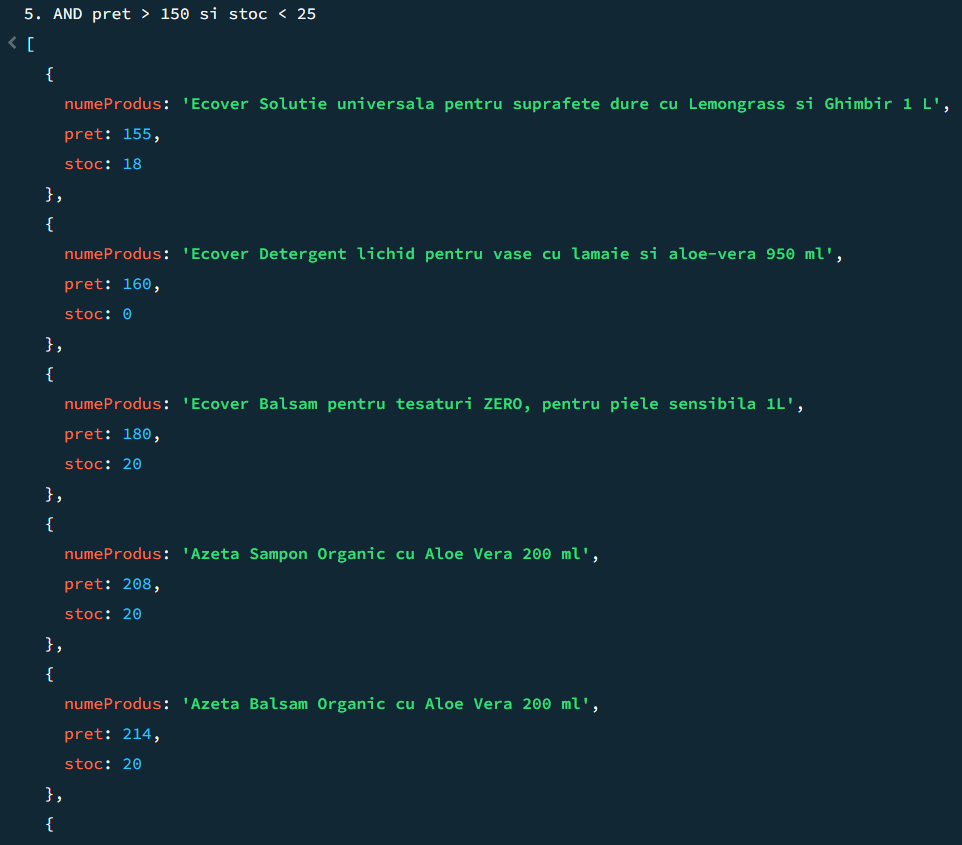 5. AND pret > 150 si stoc < 25
[
{
numeProdus: 'Ecover Solutie universala pentru suprafete dure cu Lemongrass si Ghimbir 1 L',
pret: 155,
stoc: 18
},
{
numeProdus: 'Ecover Detergent lichid pentru vase cu lamaie si aloe-vera 950 ml',
pret: 160,
stoc: 0
},
{
numeProdus: 'Ecover Balsam pentru tesaturi ZERO, pentru piele sensibila 1L',
pret: 180,
stoc: 20
},
{
numeProdus: 'Azeta Sampon Organic cu Aloe Vera 200 ml',
pret: 208,
stoc: 20
},
{
numeProdus: 'Azeta Balsam Organic cu Aloe Vera 200 ml',
pret: 214,
stoc: 20
},
{